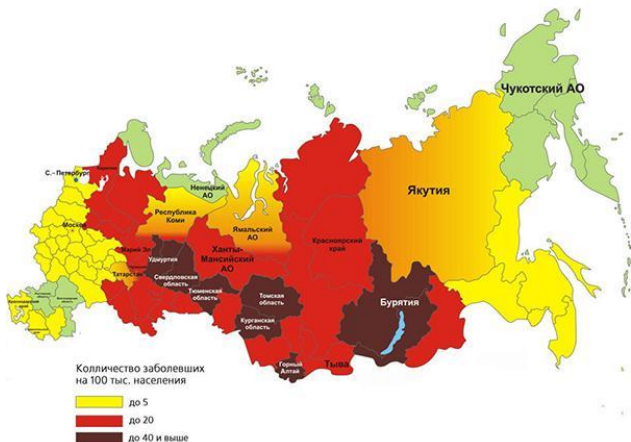 Чукотский АО
С.- Петербург
Ненецкий
АО
Якутия
Республика
Коми
Ямальский
АО
Москва
Марий Эл
Ханты-
Мансийский
АО
Красноярский
край
Удмуртия
Татарстан
Свердловская
область
Тюменская
область
Томская
область
Бурятия
Курганская
область
Горный
Алтай
Тыва
Колличество заболевших
на 100 тыс. населения
до 5
до 20
до 40 и выше